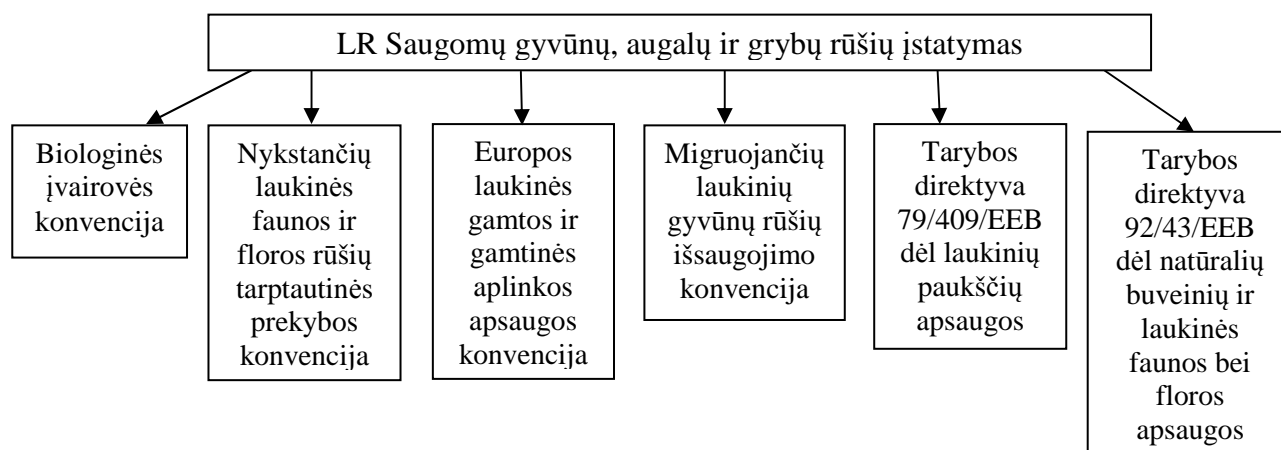 LR Saugomų gyvūnų, augalų ir grybų rūšių įstatymas
Biologinės
įvairovės
konvencija
Nykstančių
laukinės
faunos ir
floros rūšių
tarptautinės
prekybos
konvencija
Europos
laukinės
gamtos ir
gamtinės
aplinkos
apsaugos
konvencija
Migruojančių
laukinių
gyvūnų rūšių
išsaugojimo
konvencija
Tarybos
direktyva
79/409/EEB
dėl laukinių
paukščių
apsaugos
Tarybos
direktyva
92/43/EEB
dėl natūralių
buveinių ir
laukinės
faunos bei
floros
apsaugos